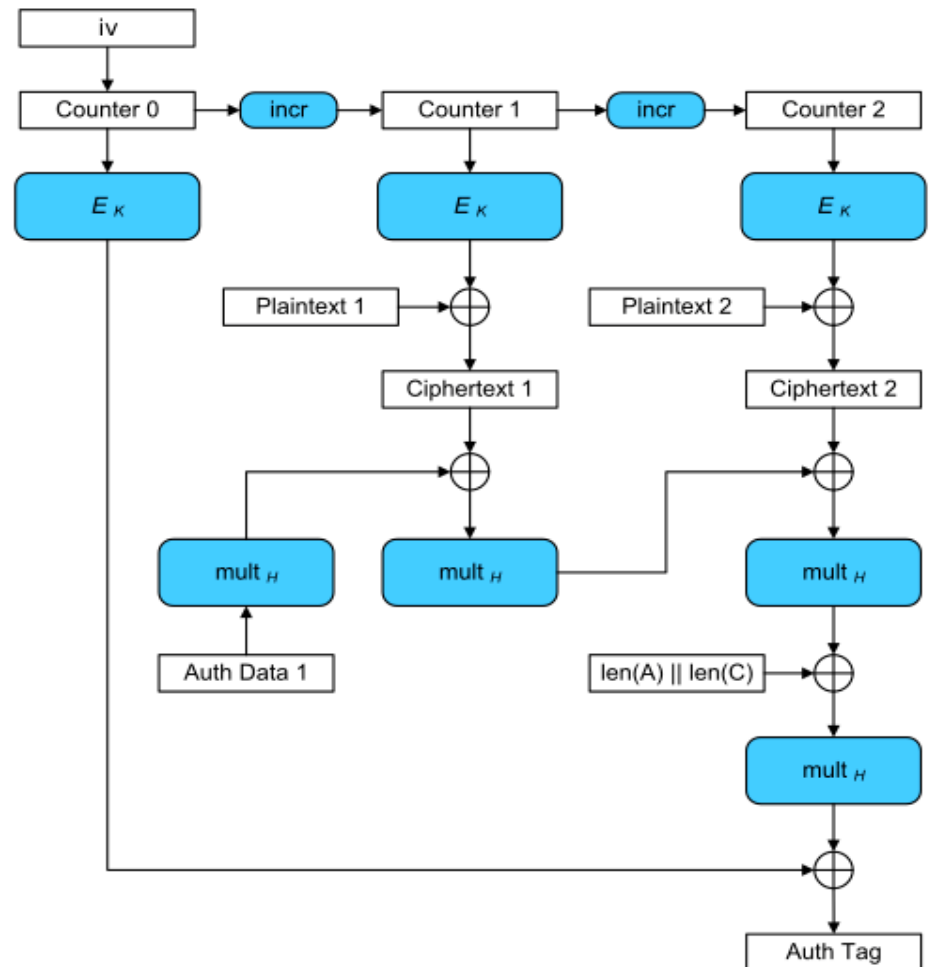 iv
Counter 0
incr
Counter 1
incr
Counter 2
E K
E K
E K
Plaintext 1
Plaintext 2
Ciphertext 1
Ciphertext 2
mult H
mult H
mult H
Auth Data 1
len(A) || len(C)
mult H
Auth Tag